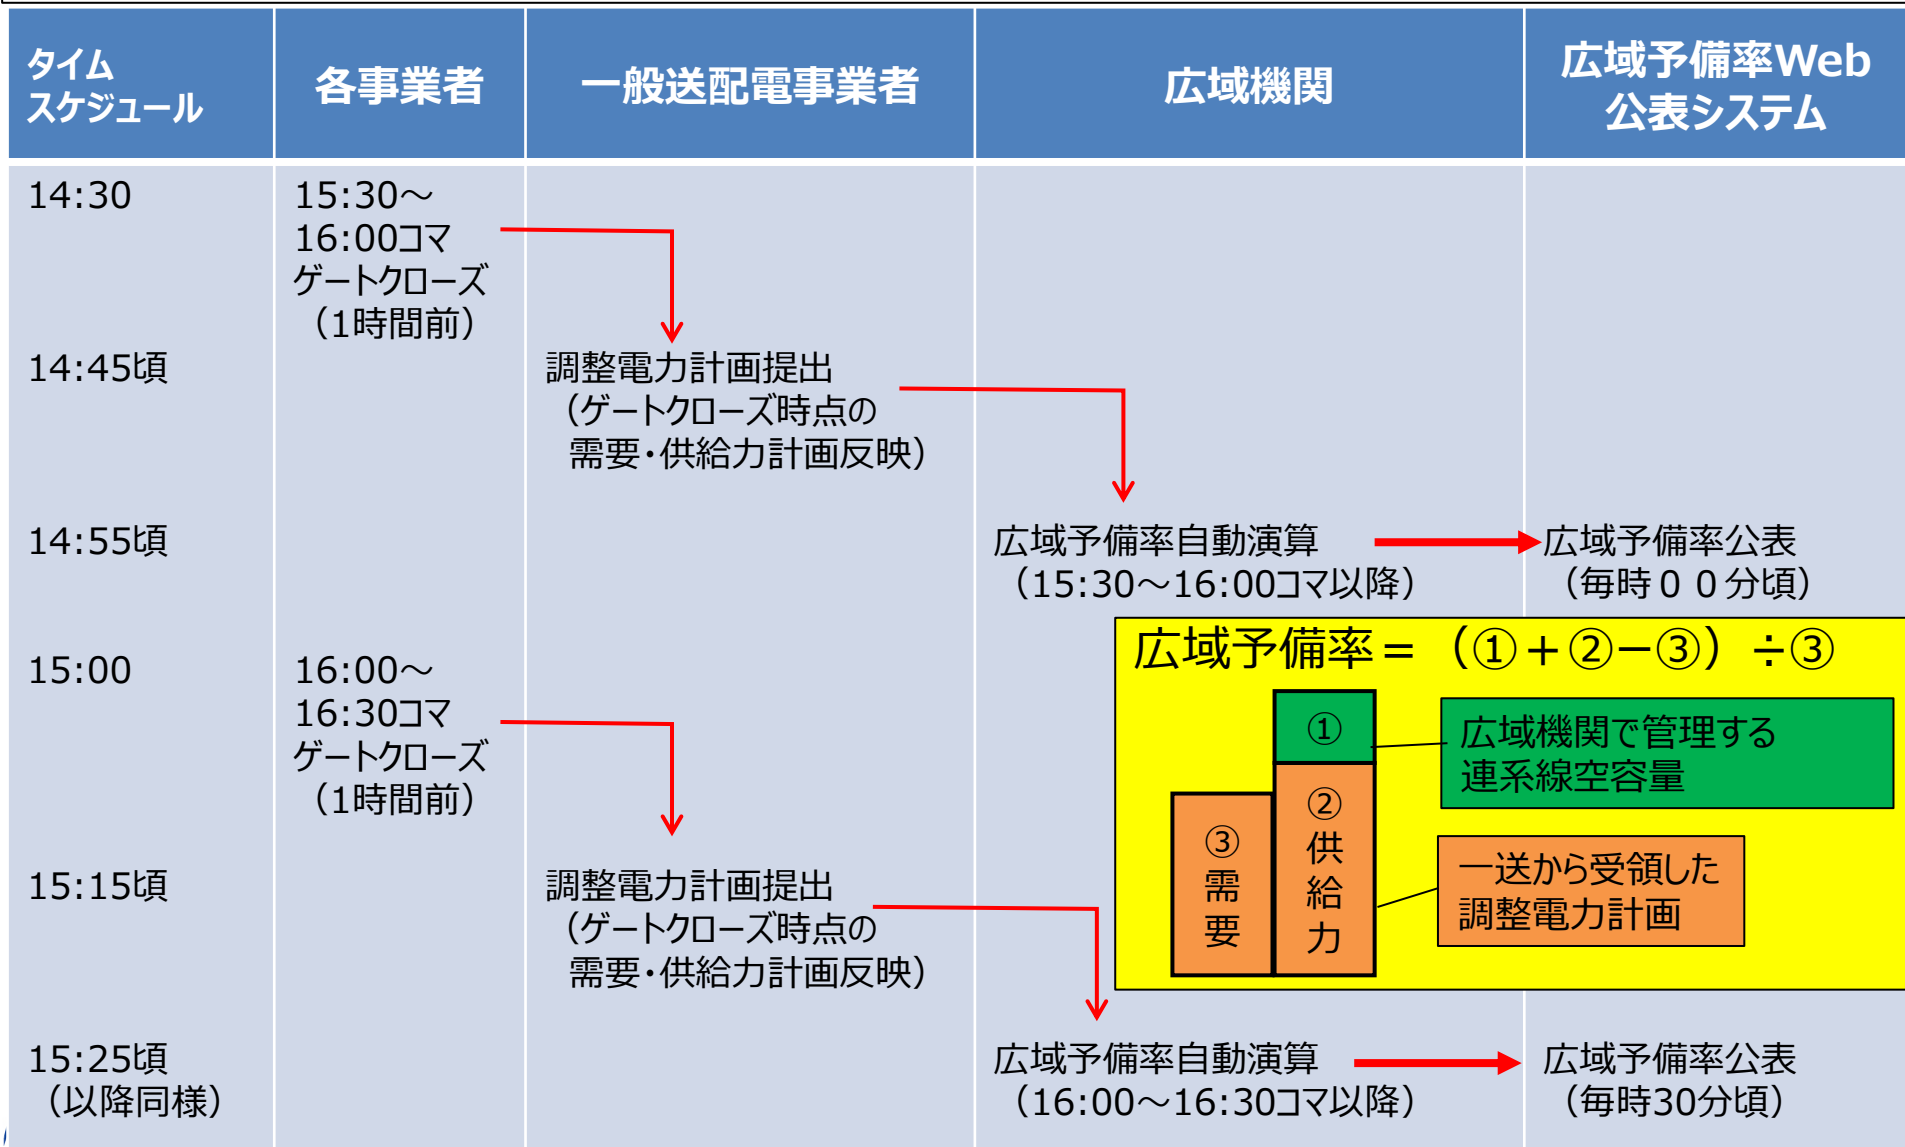 タイム
スケジュール
各事業者
一般送配電事業者
広域機関
広域予備率Web
公表システム
14:30
15:30～
16:00コマ
ゲートクローズ
（1時間前）
14:45頃
調整電力計画提出
（ゲートクローズ時点の
需要・供給力計画反映）
14:55頃
広域予備率自動演算
（15:30～16:00コマ以降）
広域予備率公表
（毎時００分頃）
広域予備率＝（①＋②－③）÷③
①
広域機関で管理する
連系線空容量
②
供
給
力
③
需
要
一送から受領した
調整電力計画
15:00
16:00～
16:30コマ
ゲートクローズ
（1時間前）
15:15頃
調整電力計画提出
（ゲートクローズ時点の
需要・供給力計画反映）
15:25頃
（以降同様）
広域予備率自動演算
（16:00～16:30コマ以降）
広域予備率公表
（毎時30分頃）